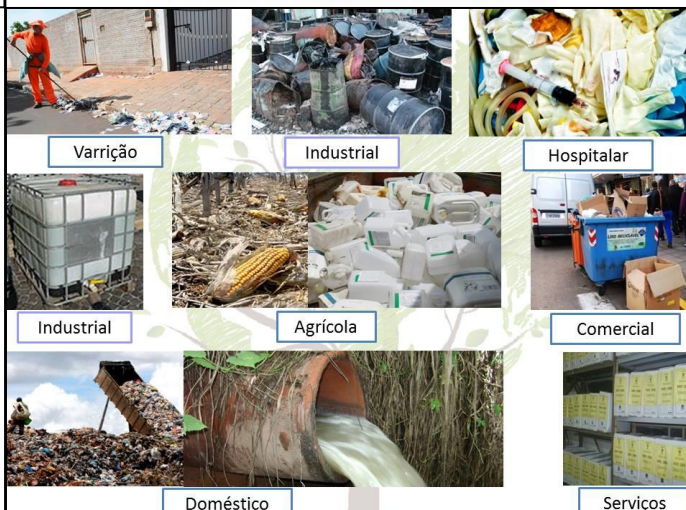 Varrição
Industrial
Hospitalar
Industrial
Agrícola
Comercial
Doméstico
Serviços